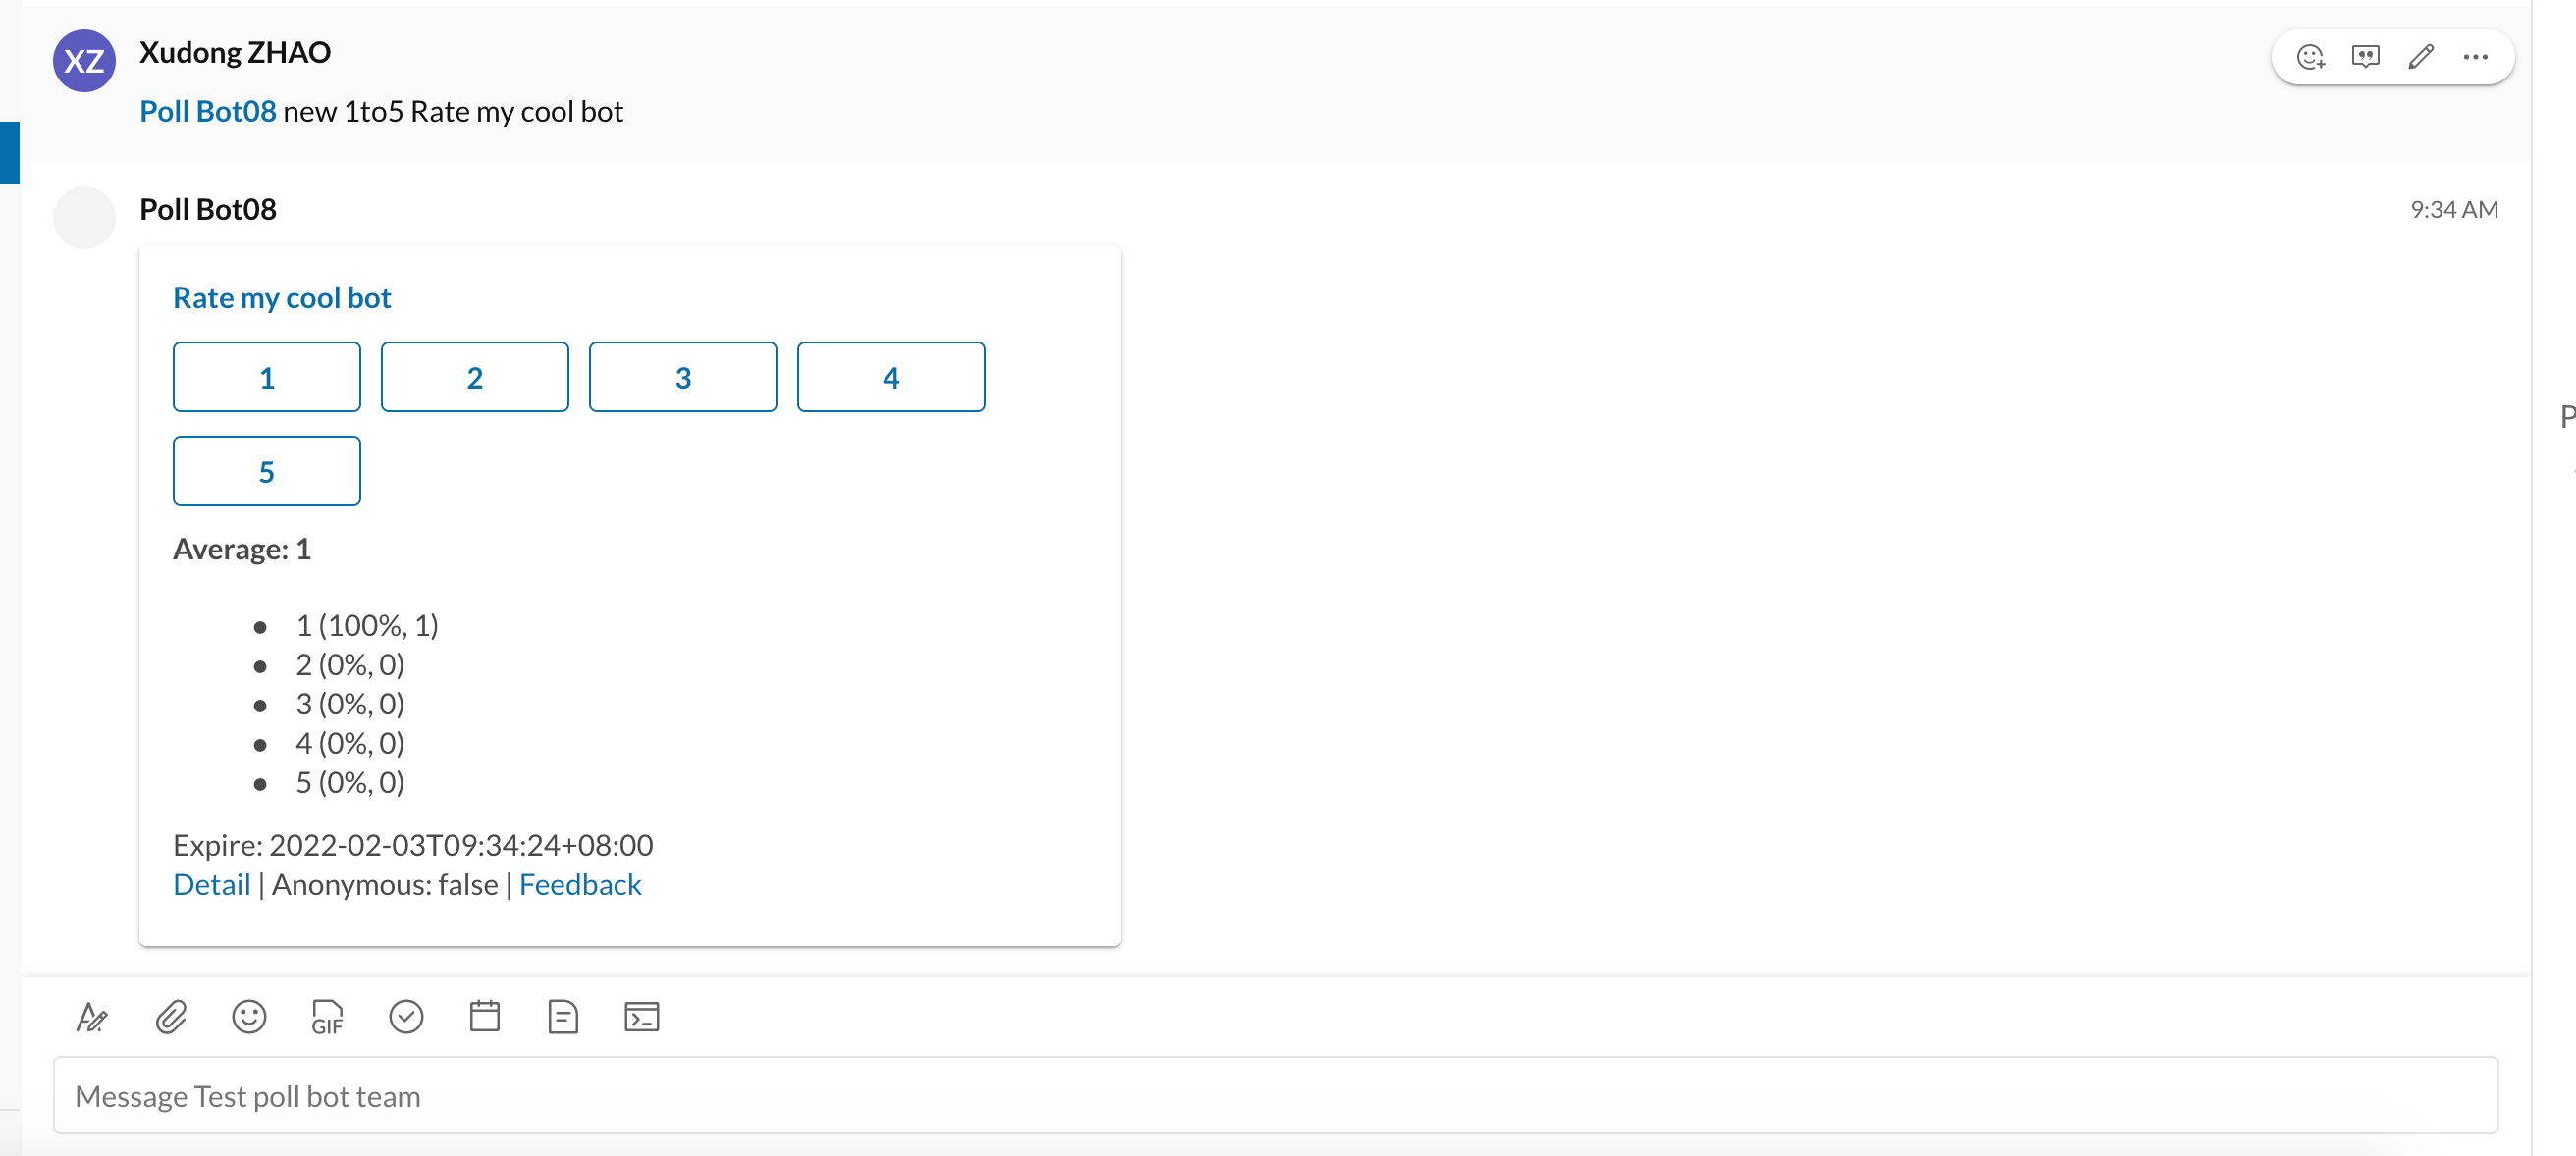 XZ
Xudong ZHAO
Poll Bot08 new 1to5 Rate my cool bot
Poll Bot08
9:34 AM
Rate my cool bot
1 2 3 4
5
Average: 1
1 (100%, 1)
2 (0%, 0)
3 (0%, 0)
4 (0%, 0)
5 (0%, 0)
Expire: 2022-02-03T09:34:24+08:00
Detail | Anonymous: false | Feedback
GIF
Message Test poll bot team